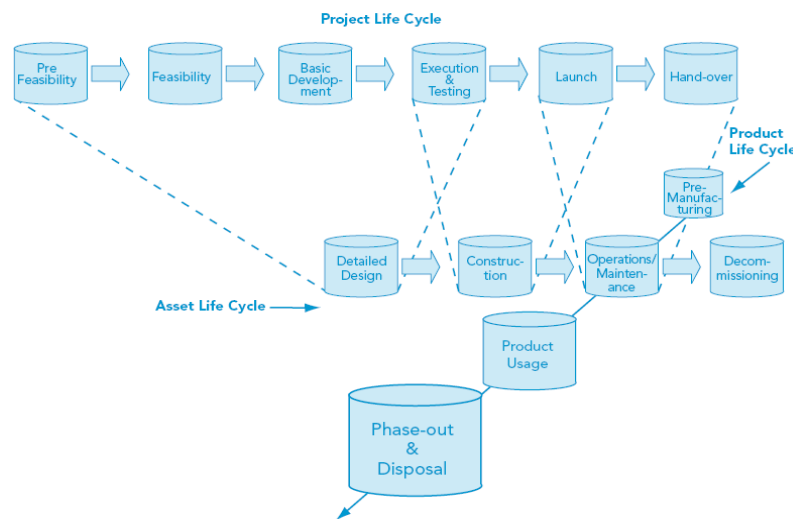 Project Life Cycle
Pre
Feasibility
Feasibility
Basic
Develop-
ment
Execution
&
Testing
Launch
Hand-over
Product
Life Cycle
Pre-
Manufac-
turing
Detailed
Design
Construc-
tion
Operations/
Mainten-
ance
Decom-
missioning
Asset Life Cycle
Product
Usage
Phase-out
&
Disposal